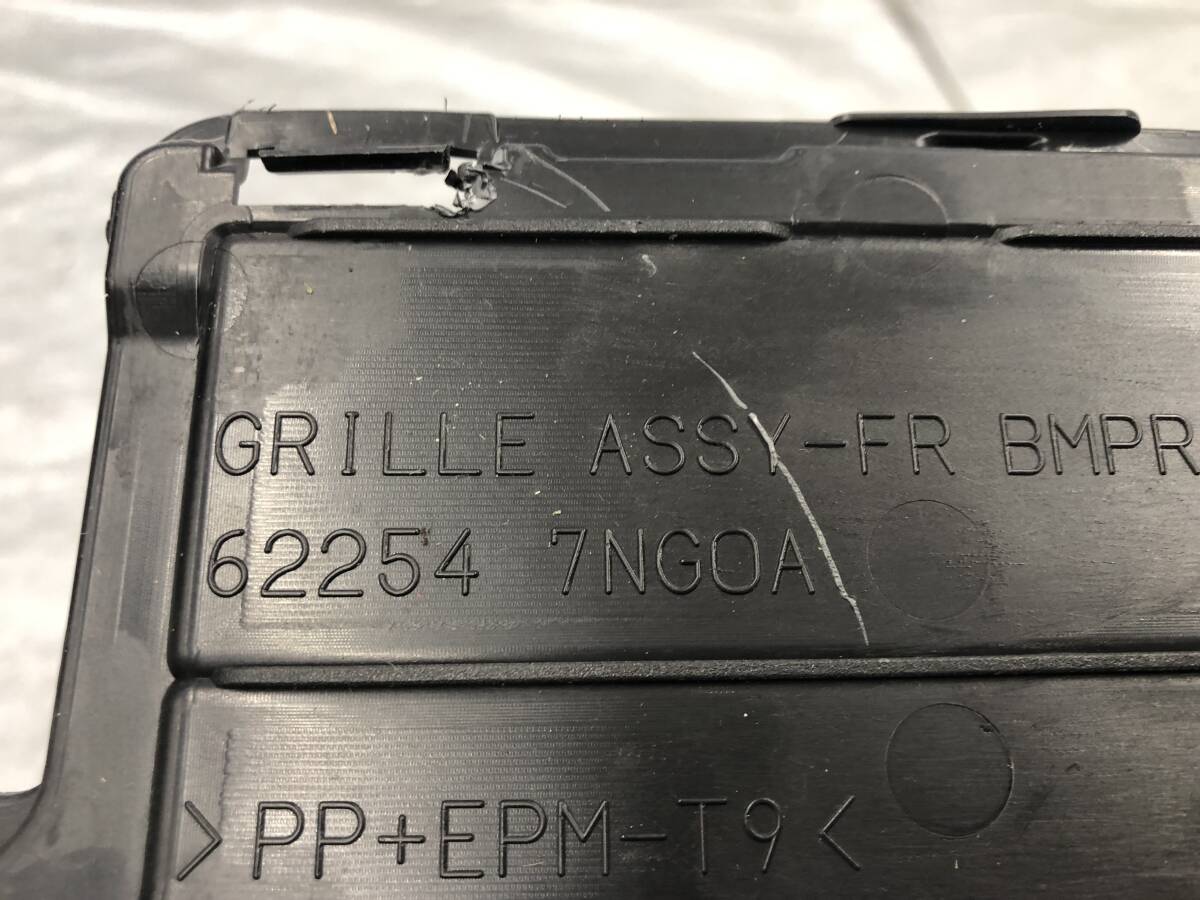 GRILLE ASSY-FR BMPR
62254 7NG0A
>PP+EPM-T9<